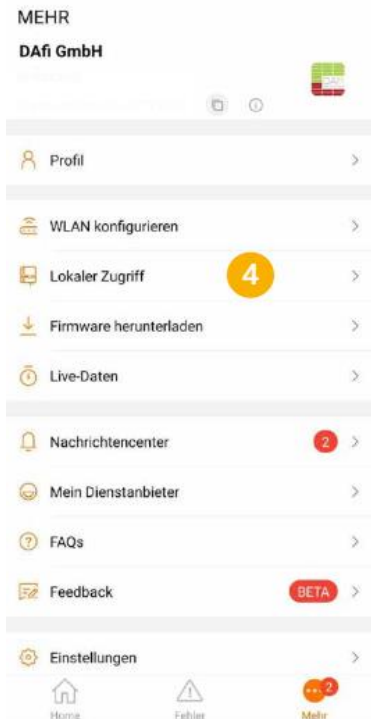 MEHR
DAfi GmbH
Profil
WLAN konfigurieren
Lokaler Zugriff 4
Firmware herunterladen
Live-Daten
Nachrichtencenter 2
Mein Dienstanbieter
FAQs
Feedback BETA
Einstellungen
2
Home Fehler Mehr